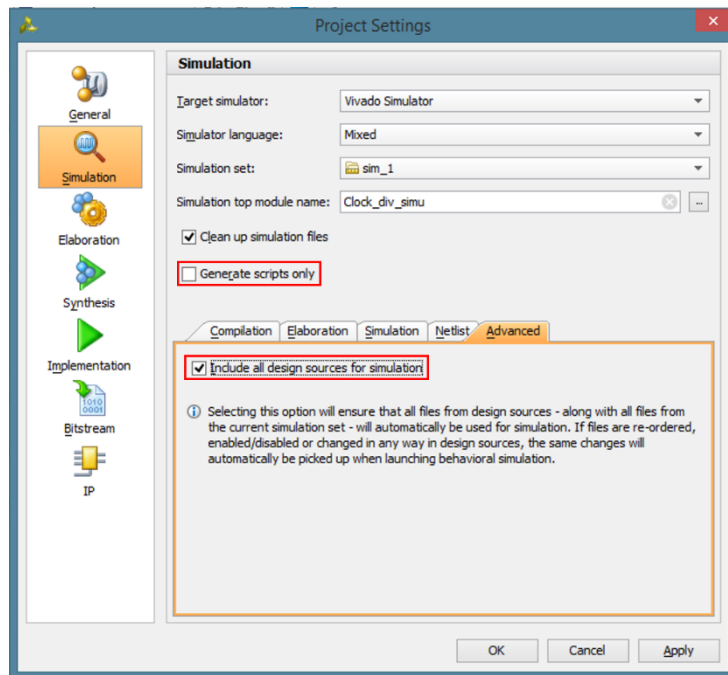 Project Settings
General
Simulation
Elaboration
Synthesis
Implementation
1010
0001
Bitstream
IP
Simulation
Target simulator: Vivado Simulator
Simulator language: Mixed
Simulation set: sim_1
Simulation top module name: Clock_div_simu ...
Clean up simulation files
Generate scripts only
Compilation Elaboration Simulation Netlist Advanced
Include all design sources for simulation
Selecting this option will ensure that all files from design sources - along with all files from
the current simulation set - will automatically be used for simulation. If files are re-ordered,
enabled/disabled or changed in any way in design sources, the same changes will
automatically be picked up when launching behavioral simulation.
OK Cancel Apply